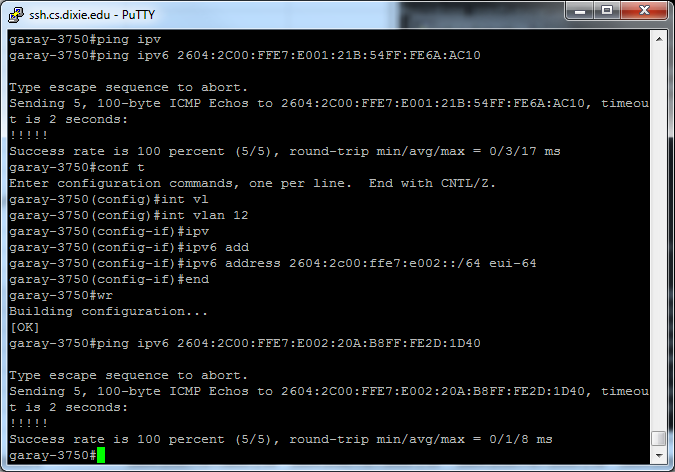 ssh.cs.dixie.edu - PuTTY
garay-3750#ping ipv
garay-3750#ping ipv6 2604:2C00:FFE7:E001:21B:54FF:FE6A:AC10
Type escape sequence to abort.
Sending 5, 100-byte ICMP Echos to 2604:2C00:FFE7:E001:21B:54FF:FE6A:AC10, timeou
t is 2 seconds:
!!!!!
Success rate is 100 percent (5/5), round-trip min/avg/max = 0/3/17 ms
garay-3750#conf t
Enter configuration commands, one per line.  End with CNTL/Z.
garay-3750(config)#int vl
garay-3750(config)#int vlan 12
garay-3750(config-if)#ipv
garay-3750(config-if)#ipv6 add
garay-3750(config-if)#ipv6 address 2604:2c00:ffe7:e002::/64 eui-64
garay-3750(config-if)#end
garay-3750#wr
Building configuration...
[OK]
garay-3750#ping ipv6 2604:2C00:FFE7:E002:20A:B8FF:FE2D:1D40
Type escape sequence to abort.
Sending 5, 100-byte ICMP Echos to 2604:2C00:FFE7:E002:20A:B8FF:FE2D:1D40, timeou
t is 2 seconds:
!!!!!
Success rate is 100 percent (5/5), round-trip min/avg/max = 0/1/8 ms
garay-3750#